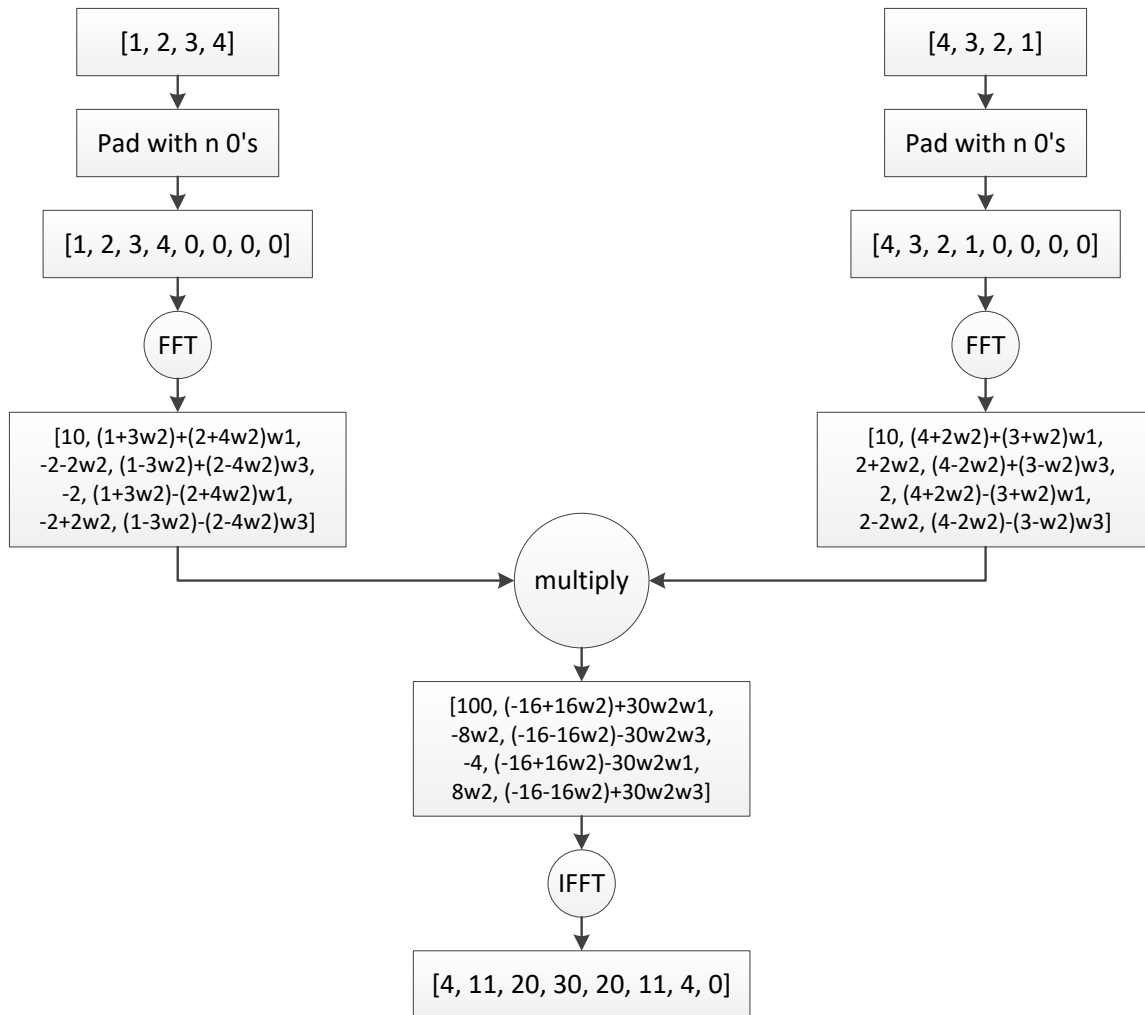 [1, 2, 3, 4]
[4, 3, 2, 1]
Pad with n 0's
Pad with n 0's
[1, 2, 3, 4, 0, 0, 0, 0]
[4, 3, 2, 1, 0, 0, 0, 0]
FFT
FFT
[10, (1+3w2)+(2+4w2)w1,
-2-2w2, (1-3w2)+(2-4w2)w3,
-2, (1+3w2)-(2+4w2)w1,
-2+2w2, (1-3w2)-(2-4w2)w3]
[10, (4+2w2)+(3+w2)w1,
2+2w2, (4-2w2)+(3-w2)w3,
2, (4+2w2)-(3+w2)w1,
2-2w2, (4-2w2)-(3-w2)w3]
multiply
[100, (-16+16w2)+30w2w1,
-8w2, (-16-16w2)-30w2w3,
-4, (-16+16w2)-30w2w1,
8w2, (-16-16w2)+30w2w3]
IFFT
[4, 11, 20, 30, 20, 11, 4, 0]